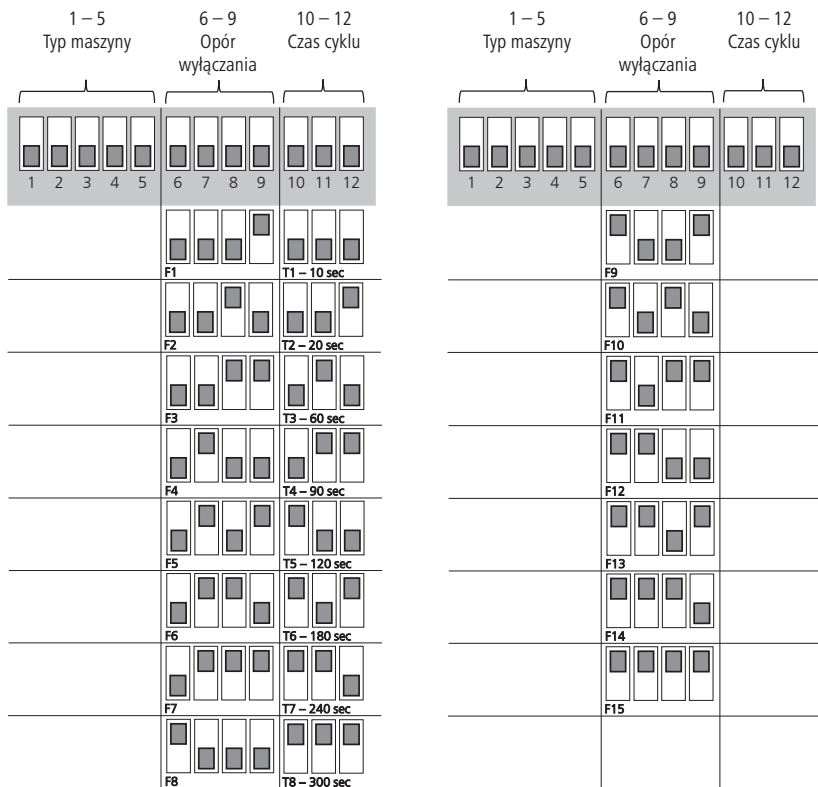 1 – 5
Typ maszyny
6 – 9
Opór
wyłączania
10 – 12
Czas cyklu
1 2 3 4 5 6 7 8 9 10 11 12
F1 T1 – 10 sec
F2 T2 – 20 sec
F3 T3 – 60 sec
F4 T4 – 90 sec
F5 T5 – 120 sec
F6 T6 – 180 sec
F7 T7 – 240 sec
F8 T8 – 300 sec
1 – 5
Typ maszyny
6 – 9
Opór
wyłączania
10 – 12
Czas cyklu
1 2 3 4 5 6 7 8 9 10 11 12
F9
F10
F11
F12
F13
F14
F15